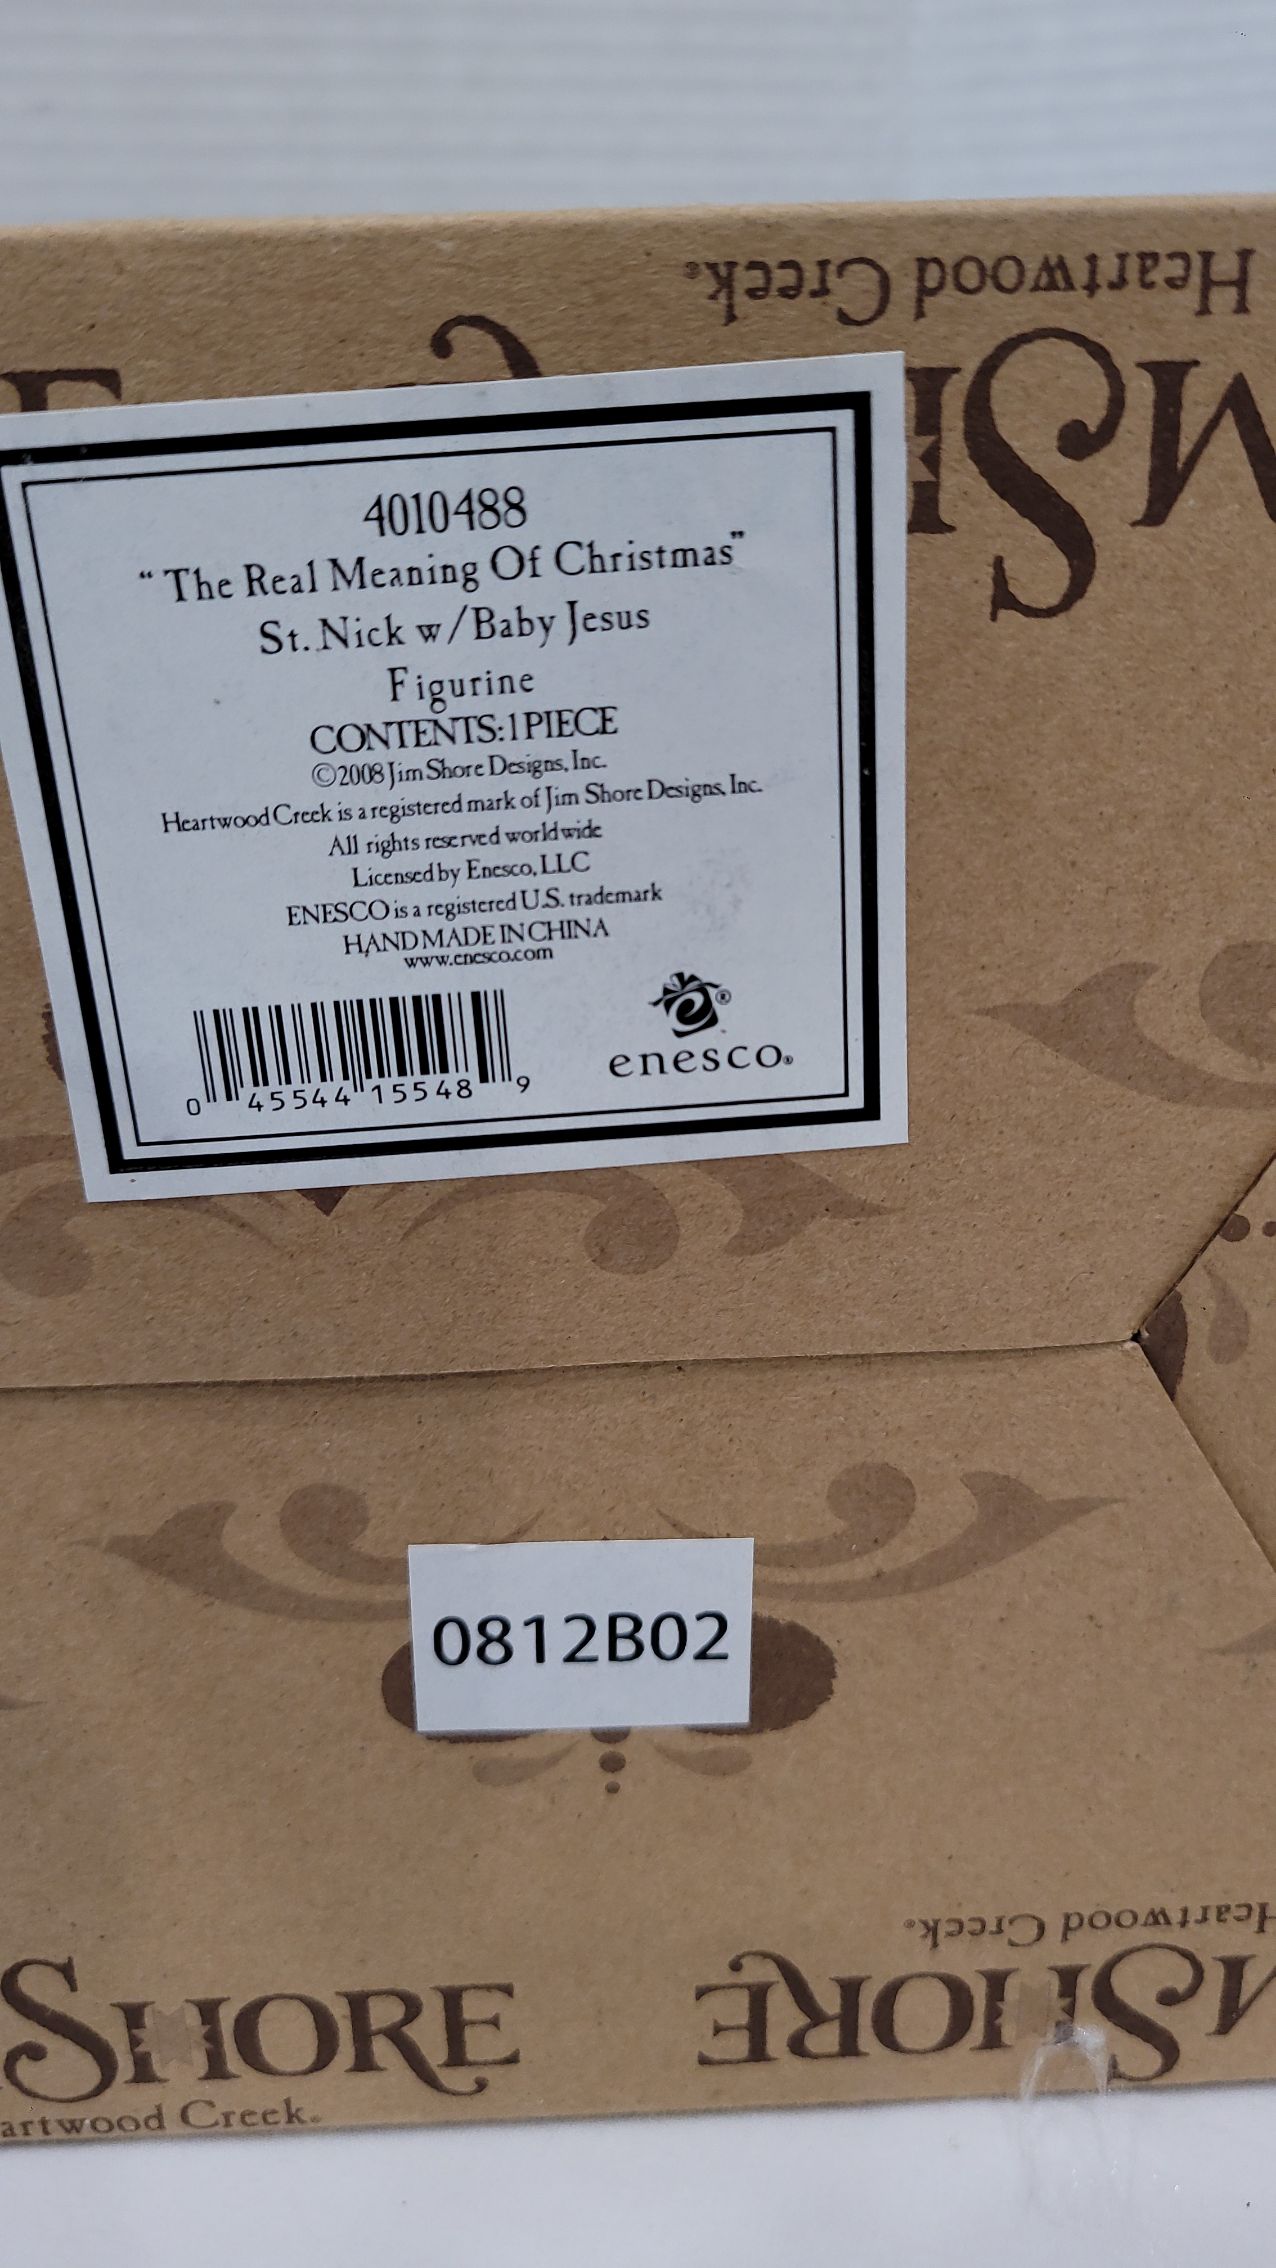 Heartwood Creek®
4010488
“The Real Meaning Of Christmas”
St. Nick w/Baby Jesus
Figurine
CONTENTS:1 PIECE
©2008 Jim Shore Designs, Inc.
Heartwood Creek is a registered mark of Jim Shore Designs, Inc.
All rights reserved worldwide
Licensed by Enesco, LLC
ENESCO is a registered U.S. trademark
HANDMADE IN CHINA
www.enesco.com
0 45544 15548 9
enesco®
0812B02
Heartwood Creek®
SHORE
SHORE
Creek®